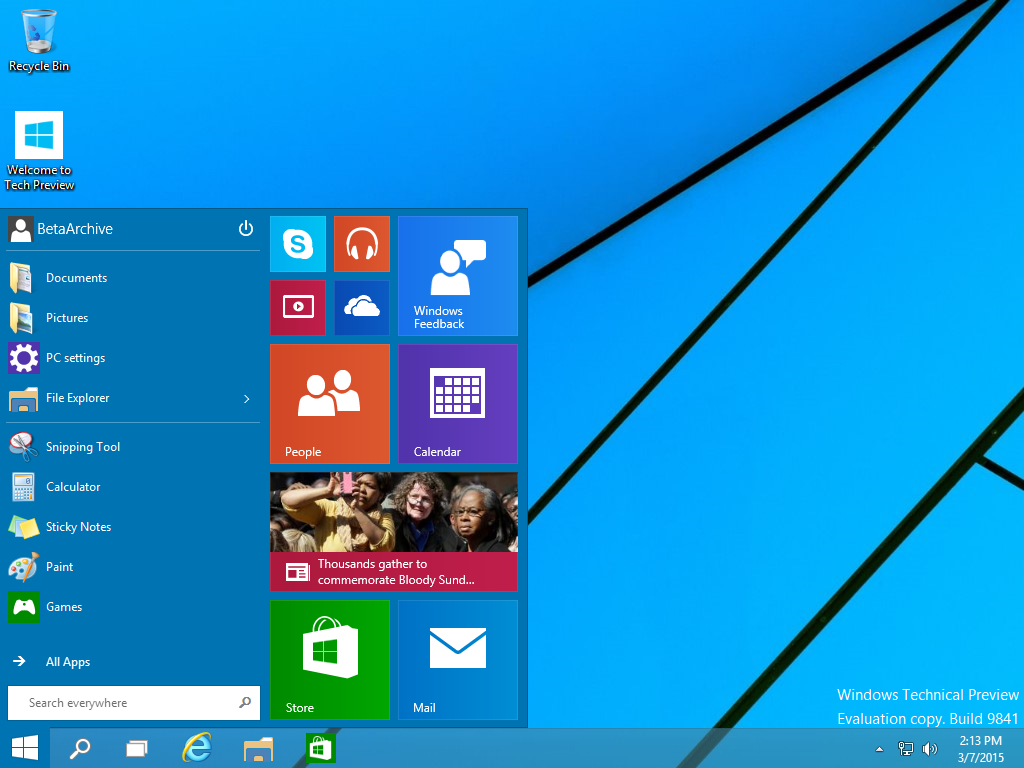 Recycle Bin
Welcome to
Tech Preview
BetaArchive
Documents
Pictures
PC settings
File Explorer
Snipping Tool
Calculator
Sticky Notes
Paint
Games
All Apps
Search everywhere
Windows
Feedback
People
Calendar
Thousands gather to
commemorate Bloody Sund...
Store
Mail
Windows Technical Preview
Evaluation copy. Build 9841
2:13 PM
3/7/2015